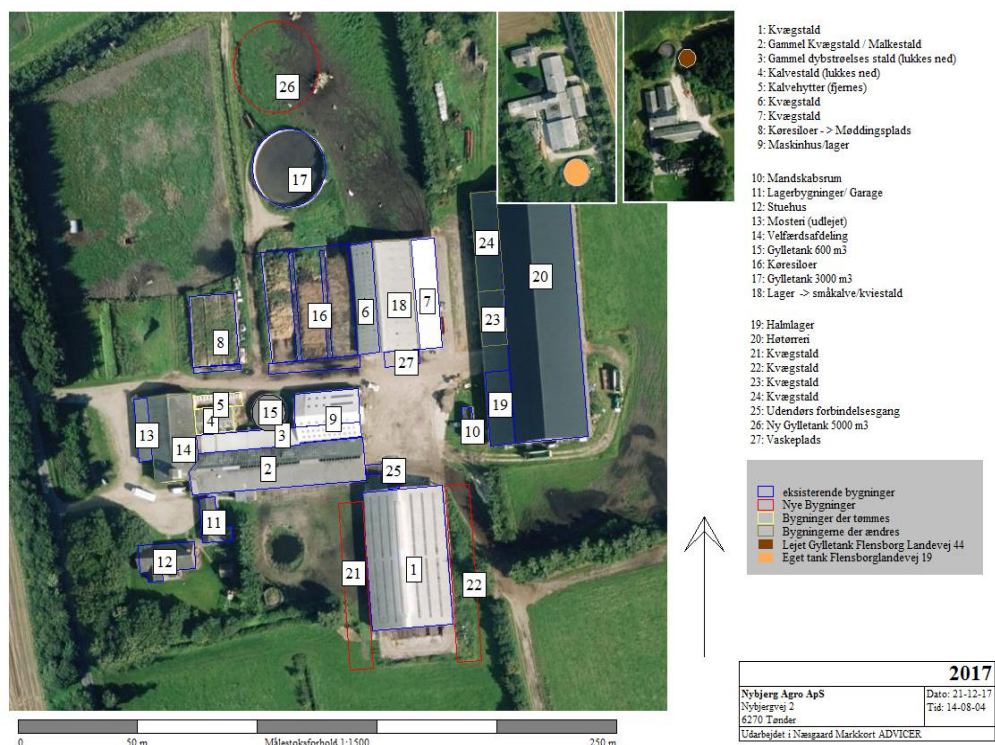 1: Kvægstald
2: Gammel Kvægstald / Malkestald
3: Gammel dybstrøelses stald (lukkes ned)
4: Kalvestald (lukkes ned)
5: Kalvehytter (fjernes)
6: Kvægstald
7: Kvægstald
8: Køresiloer -> Møddingsplads
9: Maskinhus/lager
10: Mandskabsrum
11: Lagerbygninger/ Garage
12: Stuehus
13: Mosteri (udlejet)
14: Velfærdsafdeling
15: Gylletank 600 m3
16: Køresiloer
17: Gylletank 3000 m3
18: Lager -> småkalve/kviestald
19: Halmlager
20: Høtørreri
21: Kvægstald
22: Kvægstald
23: Kvægstald
24: Kvægstald
25: Udendørs forbindelsesgang
26: Ny Gylletank 5000 m3
27: Vaskeplads
eksisterende bygninger
Nye Bygninger
Bygninger der tømmes
Bygningerne der ændres
Lejet Gylletank Flensborg Landevej 44
Eget tank Flensborglandevej 19
26
17
24
20
16
6
18
7
23
8
27
5
4
15
9
19
10
13
14
3
2
25
11
12
21
1
22
2017
Nybjerg Agro ApS
Nybjergvej 2
6270 Tønder
Dato: 21-12-17
Tid: 14-08-04
Udarbejdet i Næsgaard Markkort ADVICER
0 50 m Målestoksforhold 1:1500 250 m